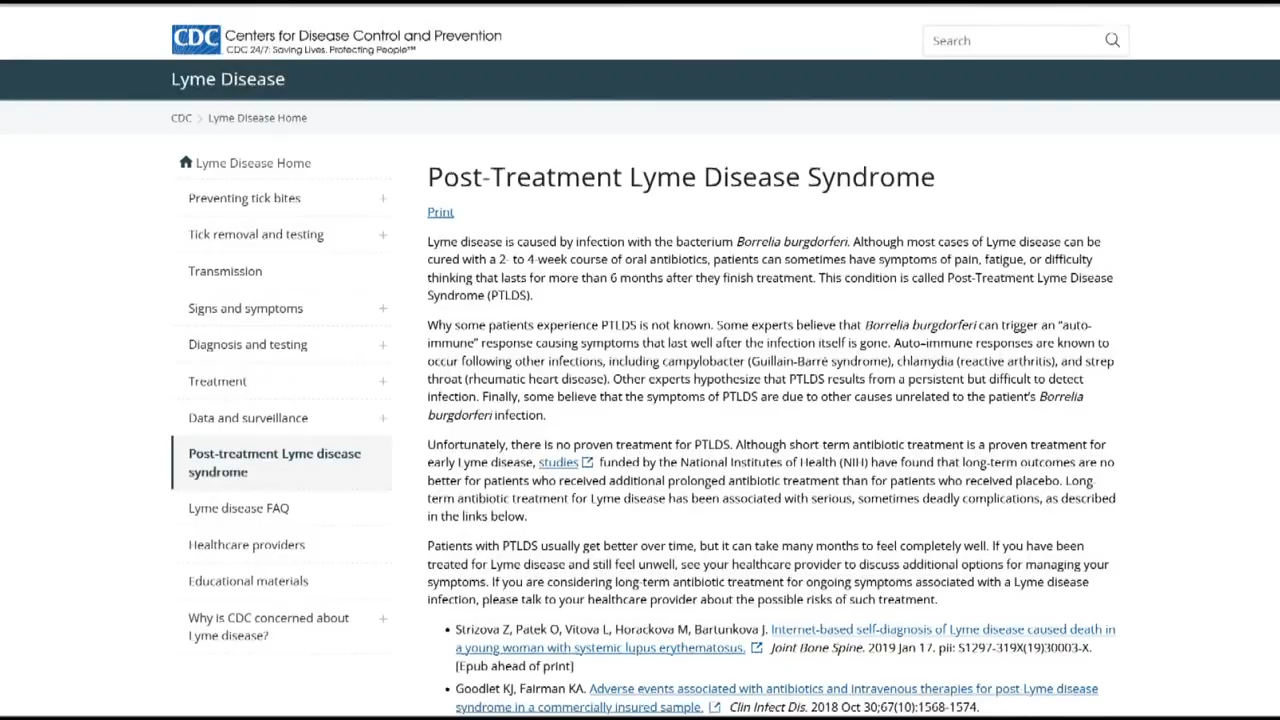 CDC Centers for Disease Control and Prevention
CDC 24/7: Saving Lives. Protecting People™
Search
Lyme Disease
CDC > Lyme Disease Home
Lyme Disease Home
Preventing tick bites +
Tick removal and testing +
Transmission
Signs and symptoms +
Diagnosis and testing +
Treatment +
Data and surveillance +
Post-treatment Lyme disease
syndrome
Lyme disease FAQ
Healthcare providers
Educational materials
Why is CDC concerned about +
Lyme disease?
Post-Treatment Lyme Disease Syndrome
Print
Lyme disease is caused by infection with the bacterium Borrelia burgdorferi. Although most cases of Lyme disease can be
cured with a 2- to 4-week course of oral antibiotics, patients can sometimes have symptoms of pain, fatigue, or difficulty
thinking that lasts for more than 6 months after they finish treatment. This condition is called Post-Treatment Lyme Disease
Syndrome (PTLDS).
Why some patients experience PTLDS is not known. Some experts believe that Borrelia burgdorferi can trigger an “auto-
immune” response causing symptoms that last well after the infection itself is gone. Auto–immune responses are known to
occur following other infections, including campylobacter (Guillain-Barré syndrome), chlamydia (reactive arthritis), and strep
throat (rheumatic heart disease). Other experts hypothesize that PTLDS results from a persistent but difficult to detect
infection. Finally, some believe that the symptoms of PTLDS are due to other causes unrelated to the patient’s Borrelia
burgdorferi infection.
Unfortunately, there is no proven treatment for PTLDS. Although short-term antibiotic treatment is a proven treatment for
early Lyme disease, studies funded by the National Institutes of Health (NIH) have found that long-term outcomes are no
better for patients who received additional prolonged antibiotic treatment than for patients who received placebo. Long-
term antibiotic treatment for Lyme disease has been associated with serious, sometimes deadly complications, as described
in the links below.
Patients with PTLDS usually get better over time, but it can take many months to feel completely well. If you have been
treated for Lyme disease and still feel unwell, see your healthcare provider to discuss additional options for managing your
symptoms. If you are considering long-term antibiotic treatment for ongoing symptoms associated with a Lyme disease
infection, please talk to your healthcare provider about the possible risks of such treatment.
• Strizova Z, Patek O, Vitova L, Horackova M, Bartunkova J. Internet-based self-diagnosis of Lyme disease caused death in
a young woman with systemic lupus erythematosus. Joint Bone Spine. 2019 Jan 17. pii: S1297-319X(19)30003-X.
[Epub ahead of print]
• Goodlet KJ, Fairman KA. Adverse events associated with antibiotics and intravenous therapies for post Lyme disease
syndrome in a commercially insured sample. Clin Infect Dis. 2018 Oct 30;67(10):1568-1574.